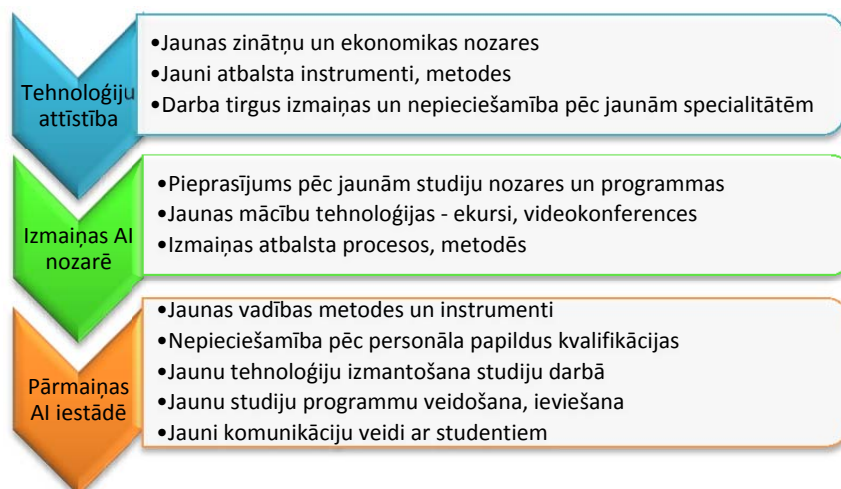 Tehnoloģiju
attīstība
•Jaunas zinātņu un ekonomikas nozares
•Jauni atbalsta instrumenti, metodes
•Darba tirgus izmaiņas un nepieciešamība pēc jaunām specialitātēm
Izmaiņas AI
nozarē
•Pieprasījums pēc jaunām studiju nozares un programmas
•Jaunas mācību tehnoloģijas - ekursi, videokonferences
•Izmaiņas atbalsta procesos, metodēs
Pārmaiņas
AI iestādē
•Jaunas vadības metodes un instrumenti
•Nepieciešamība pēc personāla papildus kvalifikācijas
•Jaunu tehnoloģiju izmantošana studiju darbā
•Jaunu studiju programmu veidošana, ieviešana
•Jauni komunikāciju veidi ar studentiem